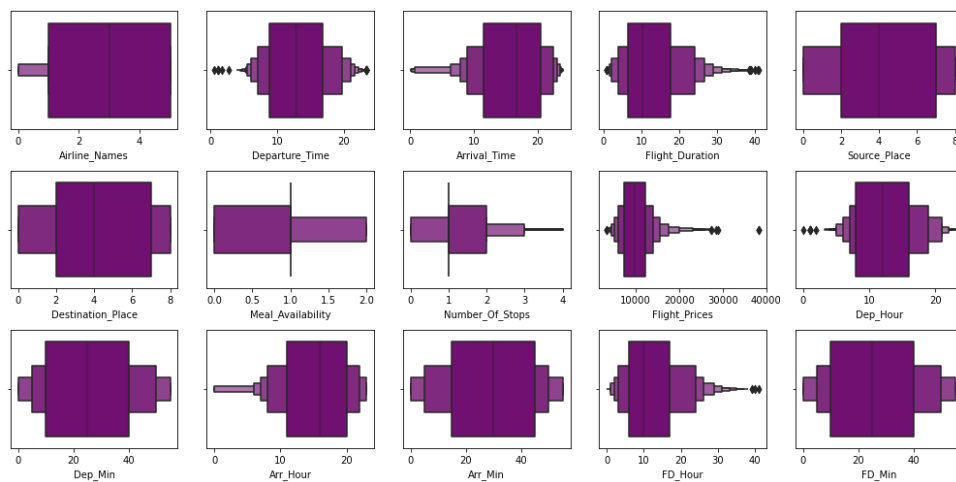 0 2 4
Airline_Names
0 10 20
Departure_Time
0 10 20
Arrival_Time
0 10 20 30 40
Flight_Duration
0 2 4 6 8
Source_Place
0 2 4 6 8
Destination_Place
0.0 0.5 1.0 1.5 2.0
Meal_Availability
0 1 2 3 4
Number_Of_Stops
10000 20000 30000 40000
Flight_Prices
0 10 20
Dep_Hour
0 20 40
Dep_Min
0 10 20
Arr_Hour
0 20 40
Arr_Min
0 10 20 30 40
FD_Hour
0 20 40
FD_Min